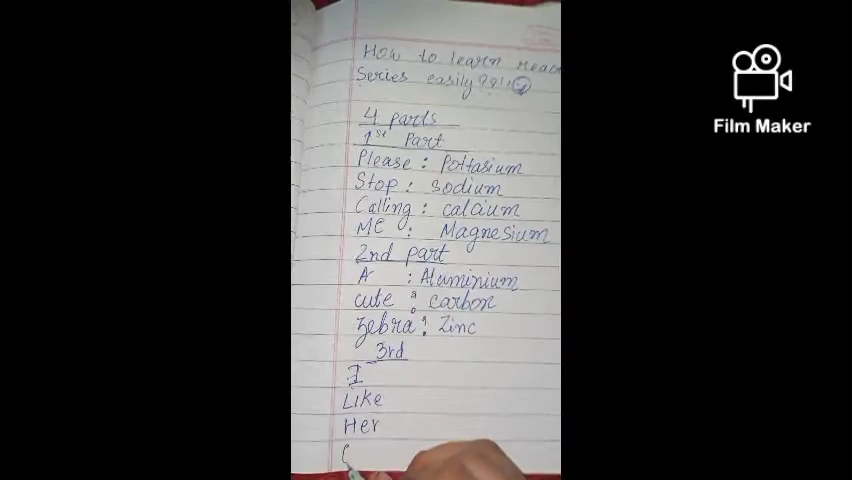 How to learn
Series easily
4 parts
1st Part
Please : Pottasium
Stop : sodium
Calling : calcium
ME : Magnesium
2nd part
A : Aluminium
cute : carbon
zebra : Zinc
3rd
I
Like
Her
Film Maker